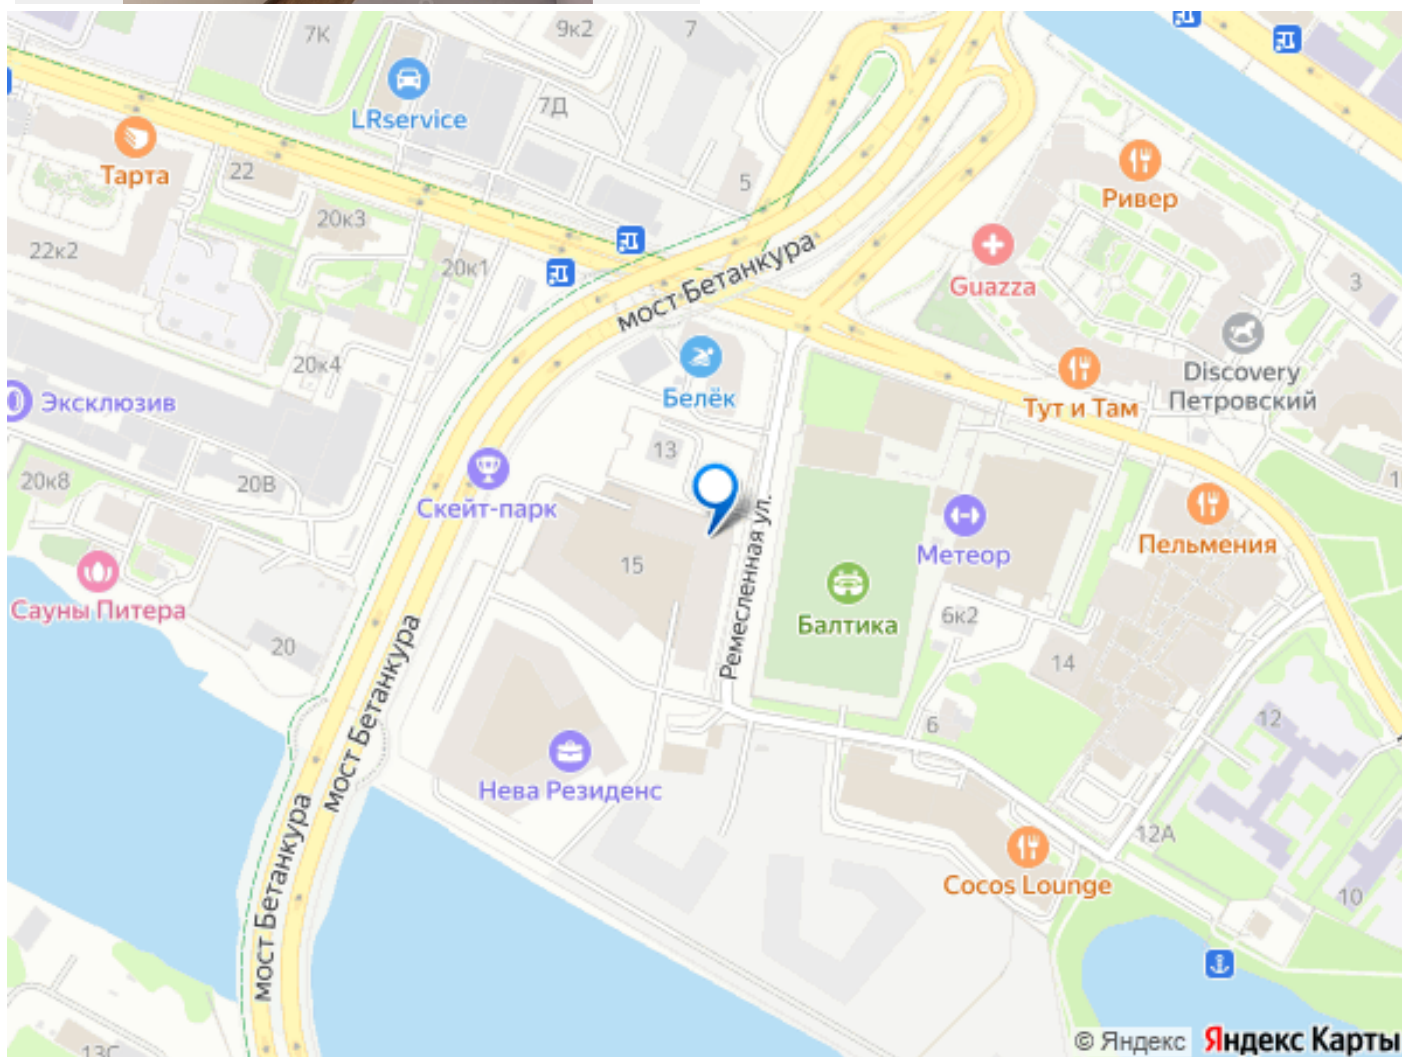 7К
9к2
7
LRservice
7Д
Тарта
22
5
Ривер
20к3
22к2
20к1
Guazza
3
мост Бетанкура
20к4
Белёк
Discovery
Петровский
Эксклюзив
Тут и Там
13
20к8
20В
Скейт-парк
Ремесленная ул.
Метеор
Пельмения
15
Сауны Питера
Балтика
6к2
20
14
мост Бетанкура
12
6
Нева Резиденс
12А
мост Бетанкура
Cocos Lounge
10
13С
© Яндекс Яндекс Карты